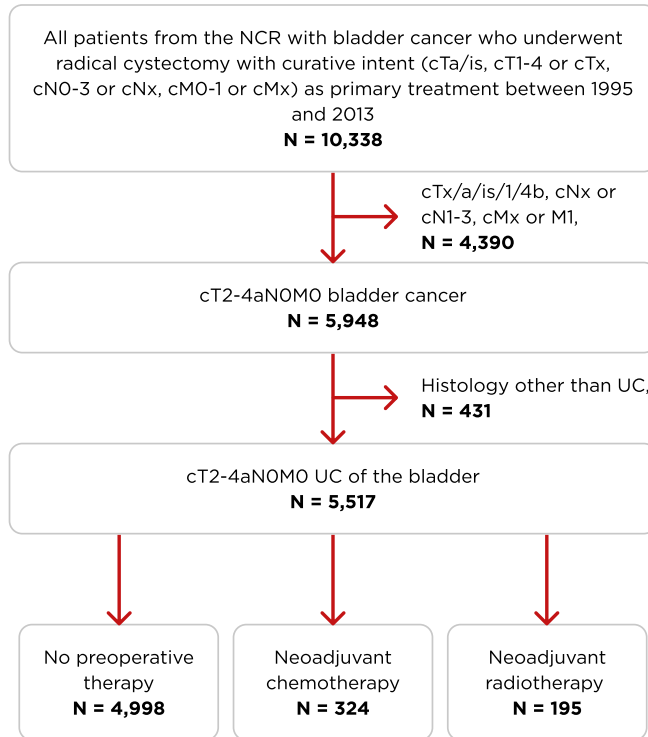 All patients from the NCR with bladder cancer who underwent
radical cystectomy with curative intent (cTa/is, cT1-4 or cTx,
cN0-3 or cNx, cM0-1 or cMx) as primary treatment between 1995
and 2013
N = 10,338
cTx/a/is/1/4b, cNx or
cN1-3, cMx or M1,
N = 4,390
cT2-4aN0M0 bladder cancer
N = 5,948
Histology other than UC,
N = 431
cT2-4aN0M0 UC of the bladder
N = 5,517
No preoperative
therapy
N = 4,998
Neoadjuvant
chemotherapy
N = 324
Neoadjuvant
radiotherapy
N = 195